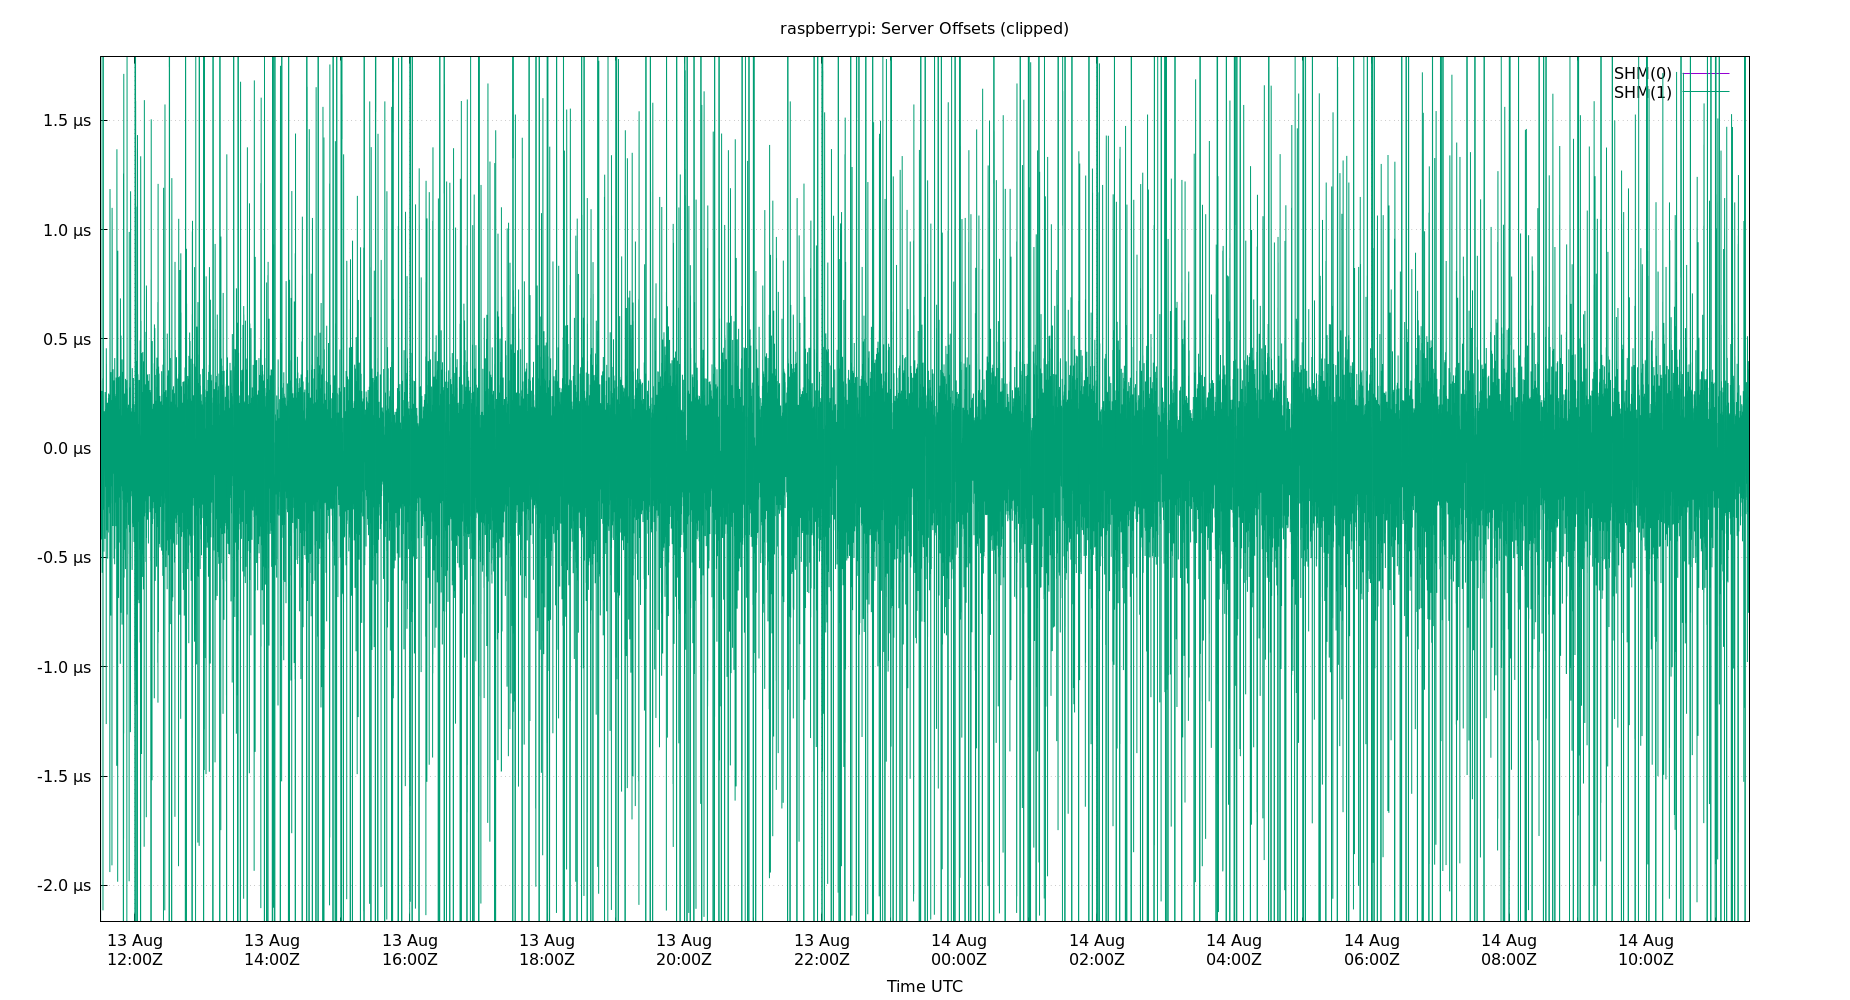 raspberrypi: Server Offsets (clipped)
SHM(0)
SHM(1)
1.5 µs
1.0 µs
0.5 µs
0.0 µs
-0.5 µs
-1.0 µs
-1.5 µs
-2.0 µs
13 Aug 13 Aug 13 Aug 13 Aug 13 Aug 13 Aug 14 Aug 14 Aug 14 Aug 14 Aug 14 Aug 14 Aug
12:00Z 14:00Z 16:00Z 18:00Z 20:00Z 22:00Z 00:00Z 02:00Z 04:00Z 06:00Z 08:00Z 10:00Z
Time UTC